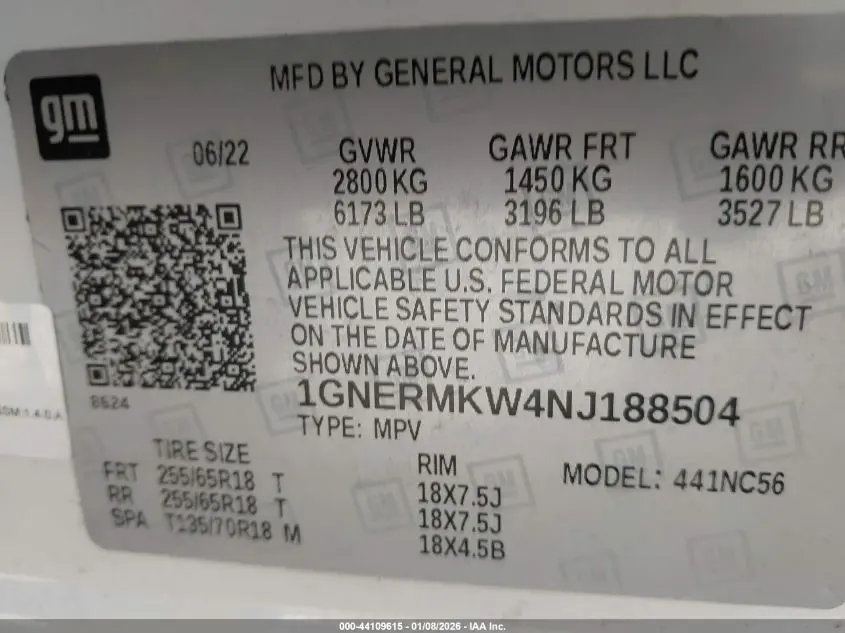 MFD BY GENERAL MOTORS LLC
gm
06/22
GVWR GAWR FRT GAWR RR
2800 KG 1450 KG 1600 KG
6173 LB 3196 LB 3527 LB
THIS VEHICLE CONFORMS TO ALL
APPLICABLE U.S. FEDERAL MOTOR
VEHICLE SAFETY STANDARDS IN EFFECT
ON THE DATE OF MANUFACTURE
SHOWN ABOVE.
8624
1GNERMKW4NJ188504
TYPE: MPV
TIRE SIZE RIM MODEL: 441NC56
FRT 255/65R18 T 18X7.5J
RR 255/65R18 T 18X7.5J
SPA T135/70R18 M 18X4.5B
000-44109615 - 01/08/2026 - IAA Inc.